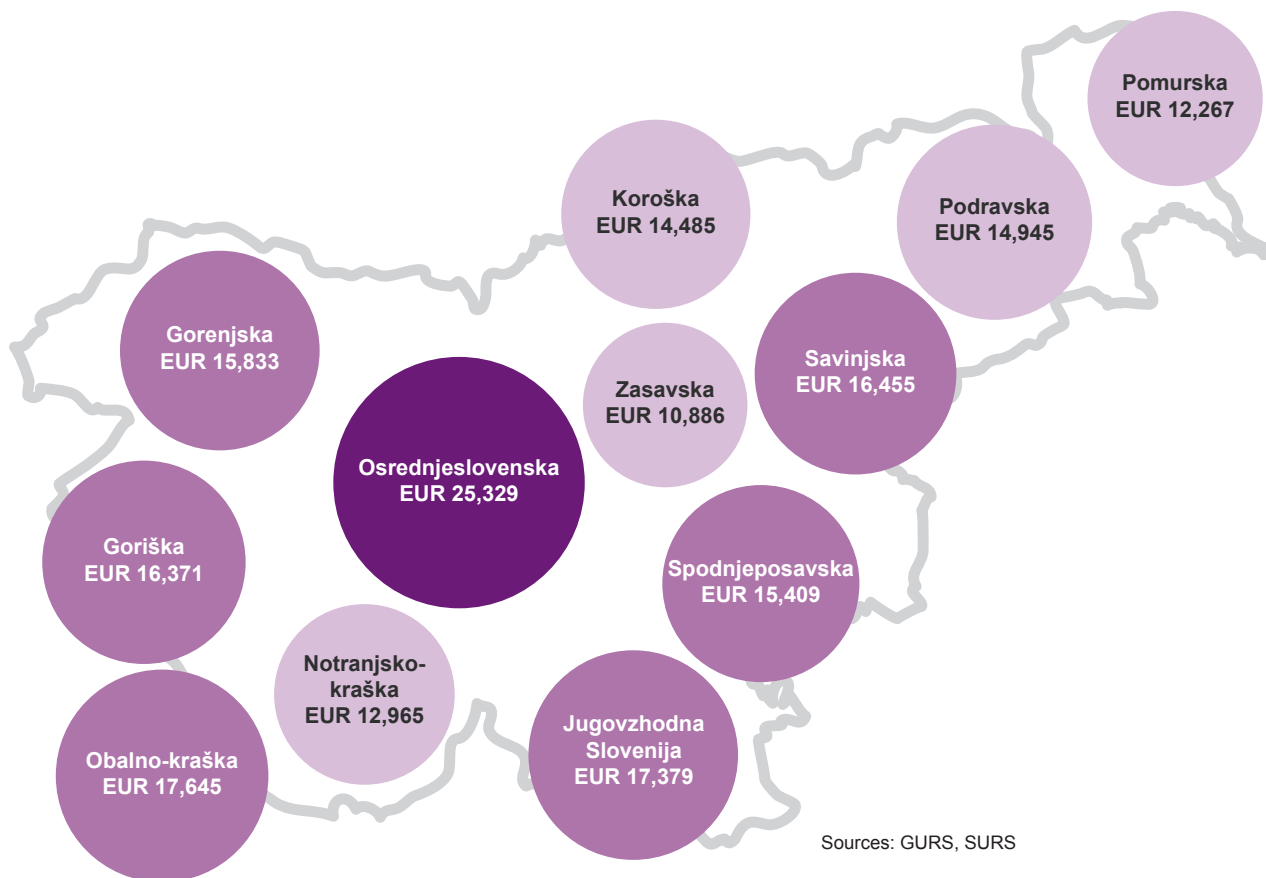 Pomurska
EUR 12,267
Koroška
EUR 14,485
Podravska
EUR 14,945
Gorenjska
EUR 15,833
Savinjska
EUR 16,455
Zasavska
EUR 10,886
Osrednjeslovenska
EUR 25,329
Goriška
EUR 16,371
Spodnjeposavska
EUR 15,409
Notranjsko-
kraška
EUR 12,965
Jugovzhodna
Slovenija
EUR 17,379
Obalno-kraška
EUR 17,645
Sources: GURS, SURS